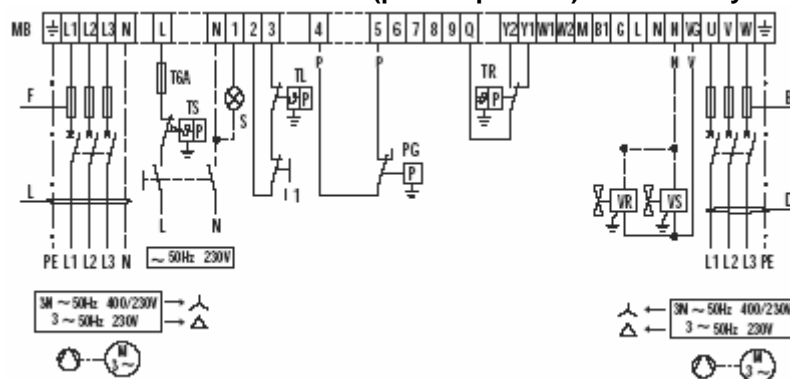 MB L1 L2 L3 N L N 1 2 3 4 5 6 7 8 9 Q Y2 Y1 W1 W2 M B1 G L N H VG U V W
P P N V
F T6A TS P S TL P TR P
PG P
L I 1 VR VS
L N
PE L1 L2 L3 N ~ 50Hz 230V L1 L2 L3 PE
3N ~ 50Hz 400/230V
3 ~ 50Hz 230V
M
3 ~
3N ~ 50Hz 400/230V
3 ~ 50Hz 230V
M
3 ~